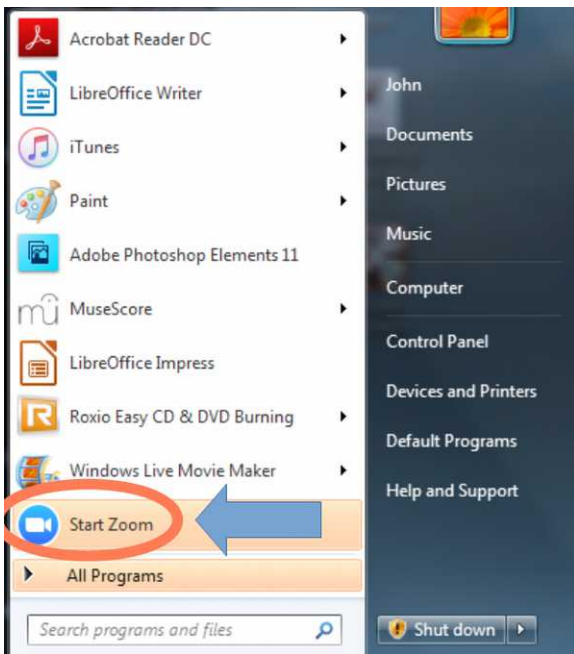 Acrobat Reader DC
LibreOffice Writer
iTunes
Paint
Adobe Photoshop Elements 11
mü MuseScore
LibreOffice Impress
Roxio Easy CD & DVD Burning
Windows Live Movie Maker
Start Zoom
All Programs
Search programs and files
John
Documents
Pictures
Music
Computer
Control Panel
Devices and Printers
Default Programs
Help and Support
Shut down